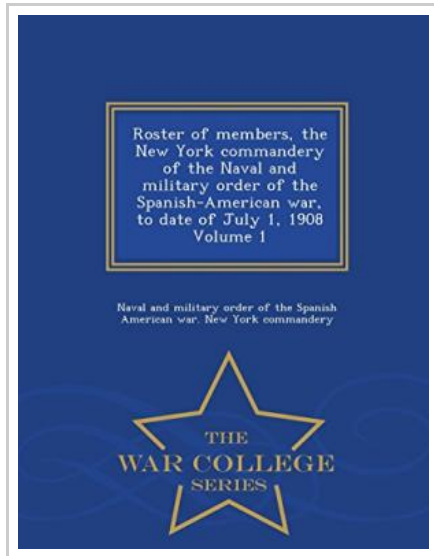 Roster of members, the
New York commandery
of the Naval and
military order of the
Spanish-American war,
to date of July 1, 1908
Volume 1
Naval and military order of the Spanish
American war. New York commandery
THE
WAR COLLEGE
SERIES